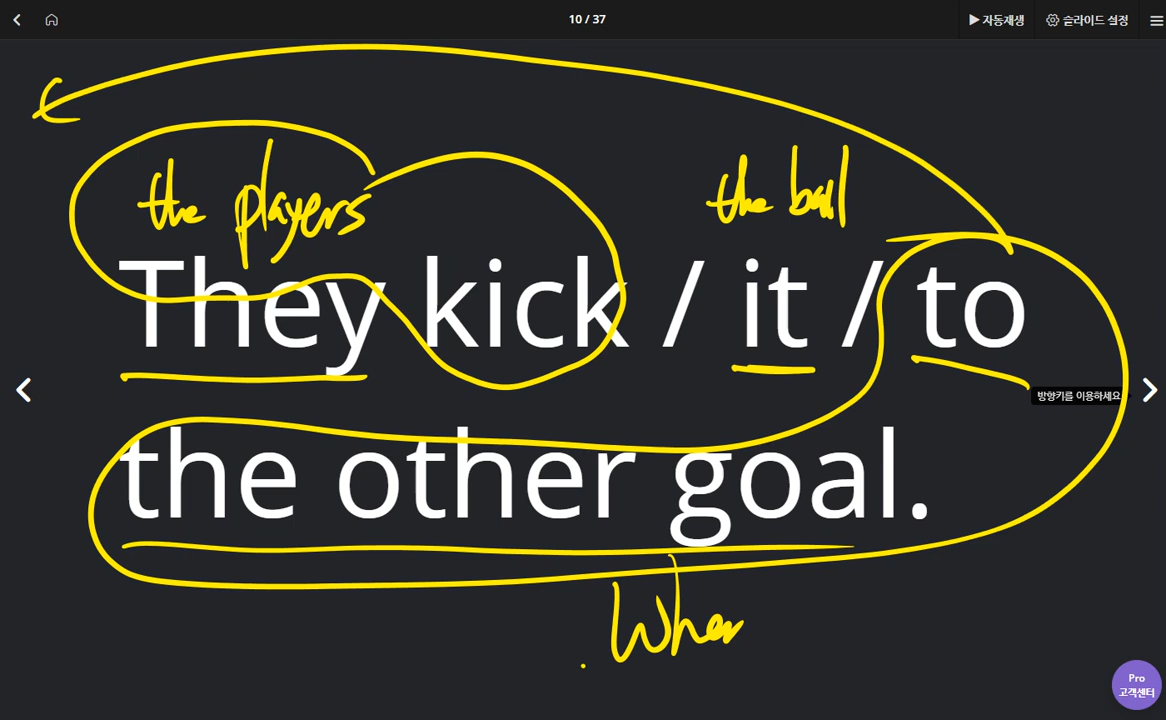 10 / 37
▶ 자동재생
슬라이드 설정
the players
the ball
They kick / it / to
방향키를 이용하세요
the other goal.
Pro
고객센터